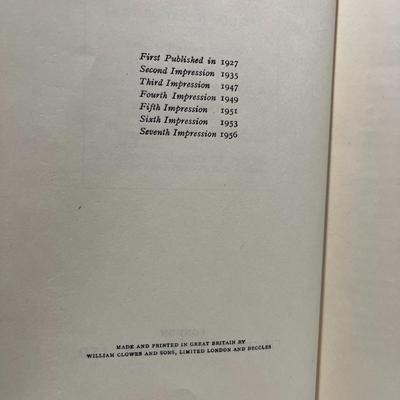 First Published in 1927
Second Impression 1935
Third Impression 1947
Fourth Impression 1949
Fifth Impression 1951
Sixth Impression 1953
Seventh Impression 1956
MADE AND PRINTED IN GREAT BRITAIN BY
WILLIAM CLOWES AND SONS, LIMITED LONDON AND BECCLES